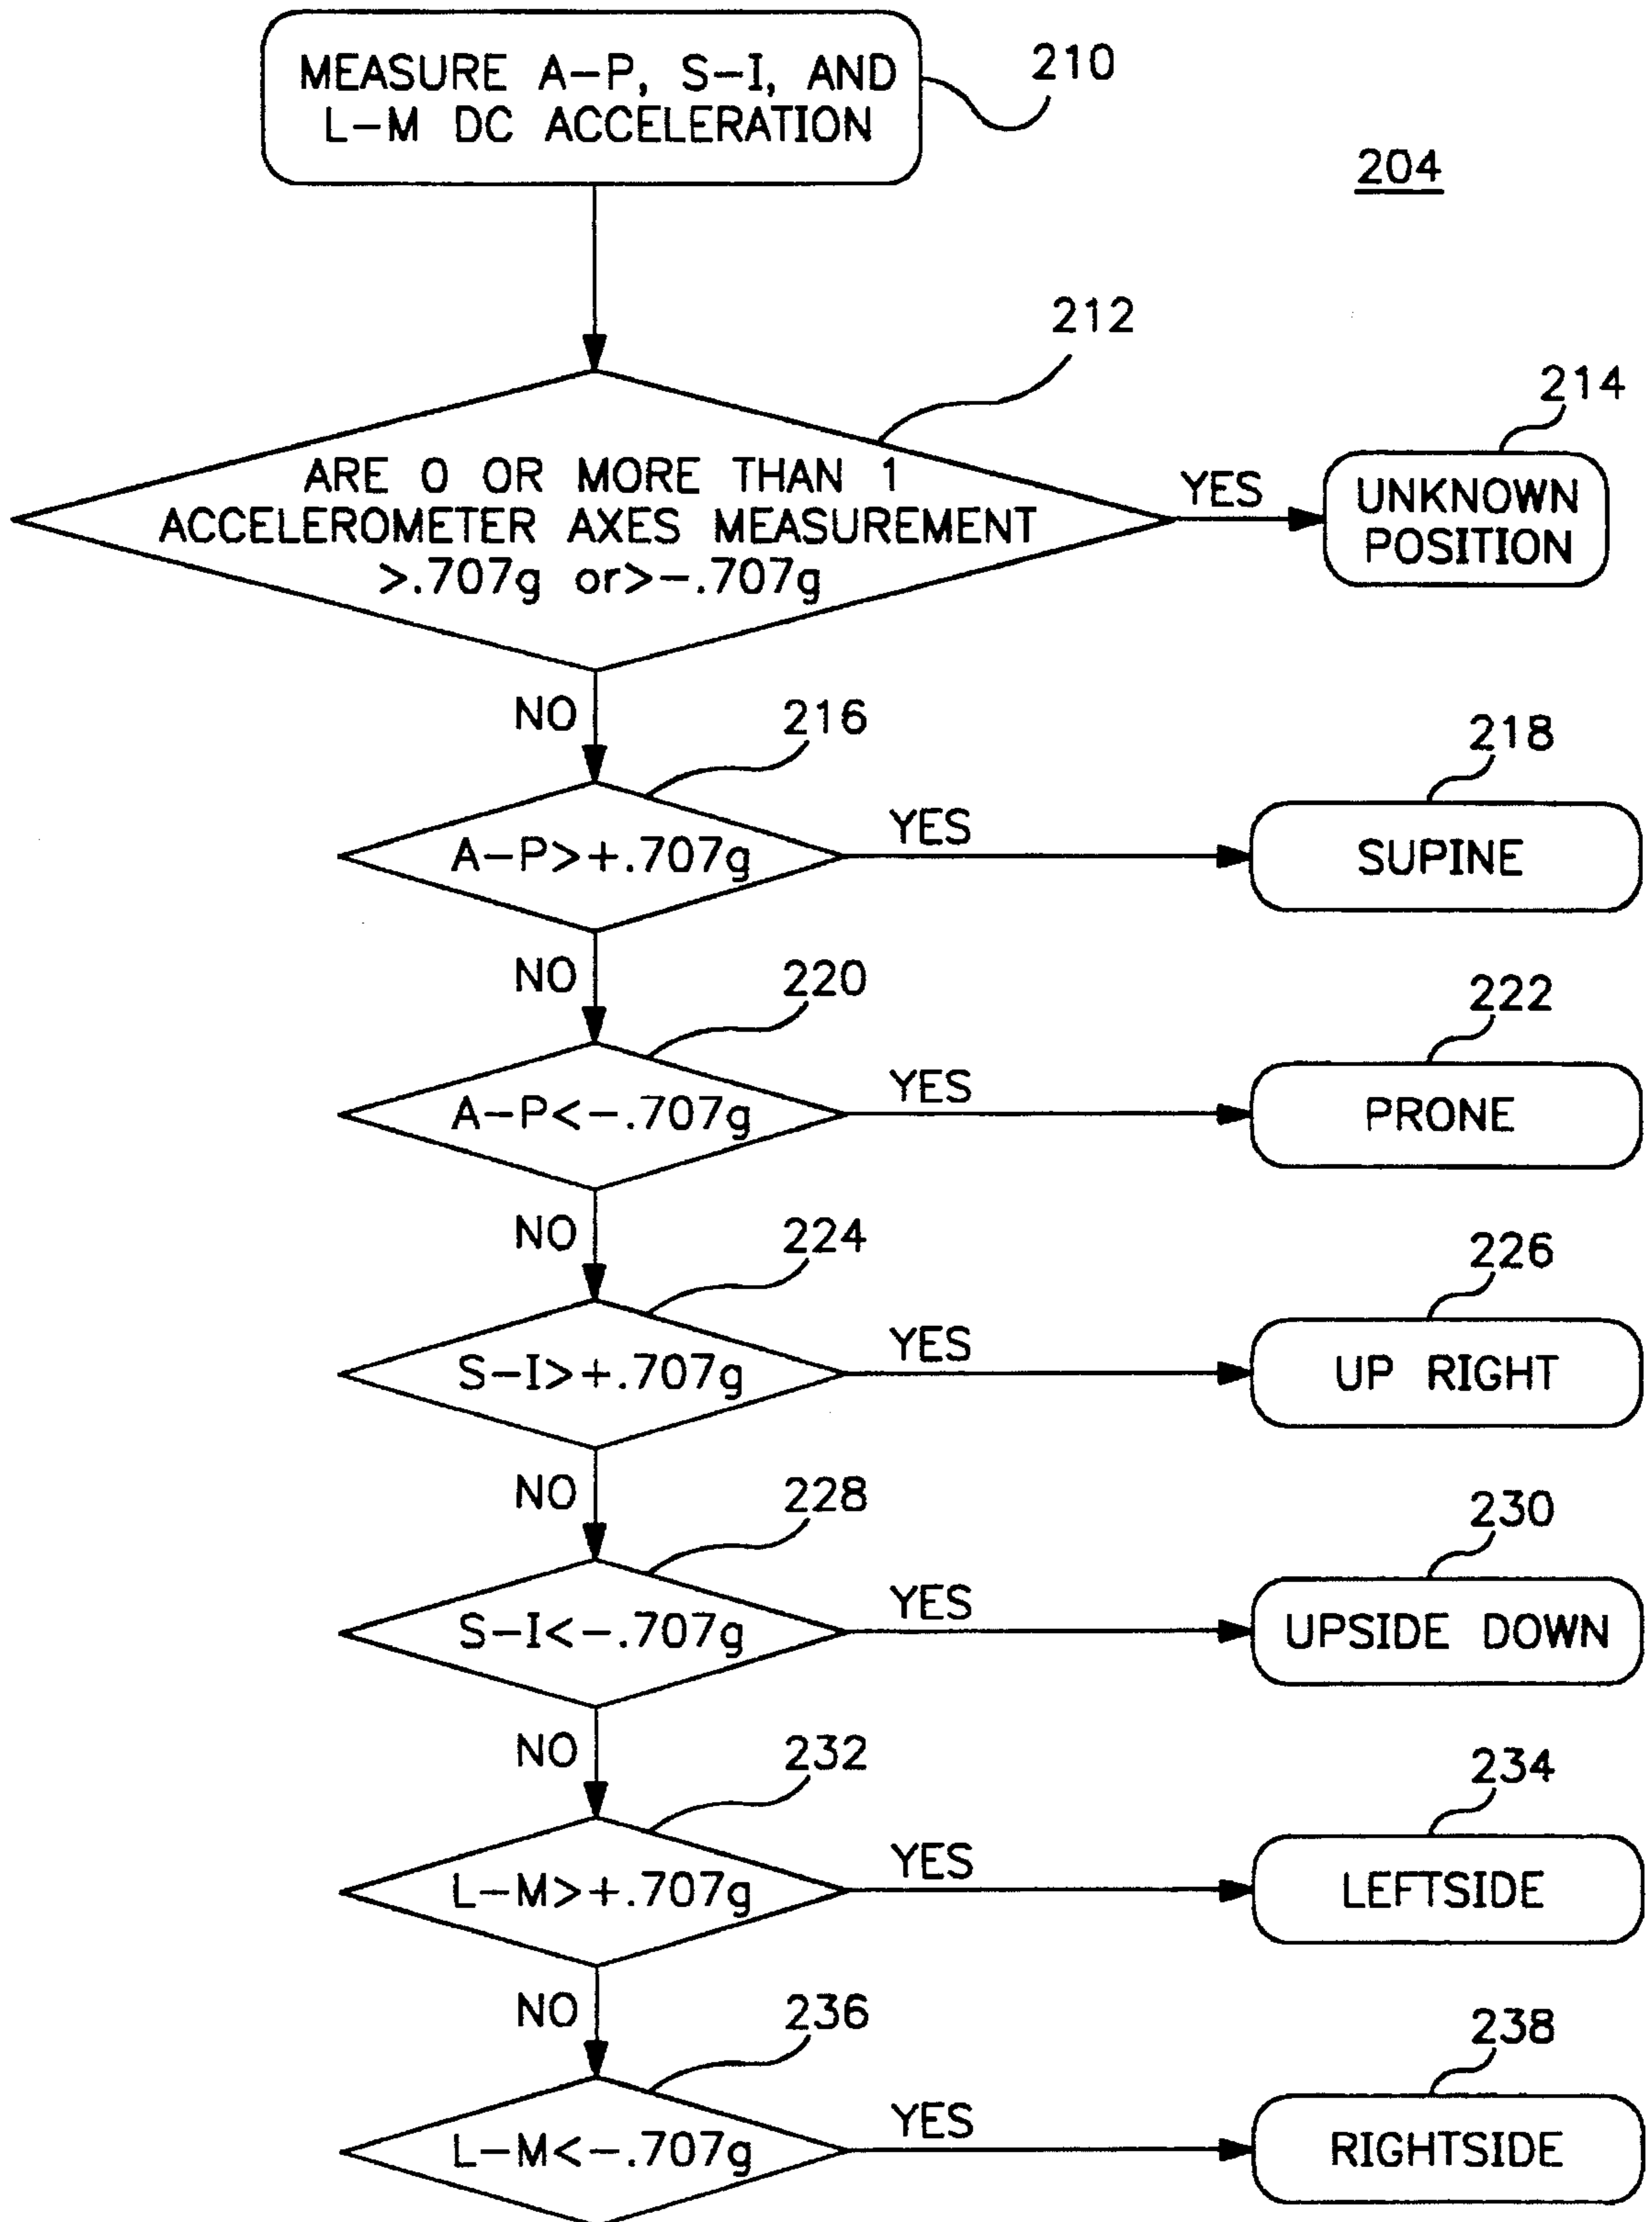 MEASURE A-P, S-I, AND
L-M DC ACCELERATION
210
204
212
ARE 0 OR MORE THAN 1
ACCELEROMETER AXES MEASUREMENT
>.707g or>-.707g
YES
214
UNKNOWN
POSITION
NO
216
A-P>+.707g
YES
218
SUPINE
NO
220
A-P<-.707g
YES
222
PRONE
NO
224
S-I>+.707g
YES
226
UP RIGHT
NO
228
S-I<-.707g
YES
230
UPSIDE DOWN
NO
232
L-M>+.707g
YES
234
LEFTSIDE
NO
236
L-M<-.707g
YES
238
RIGHTSIDE